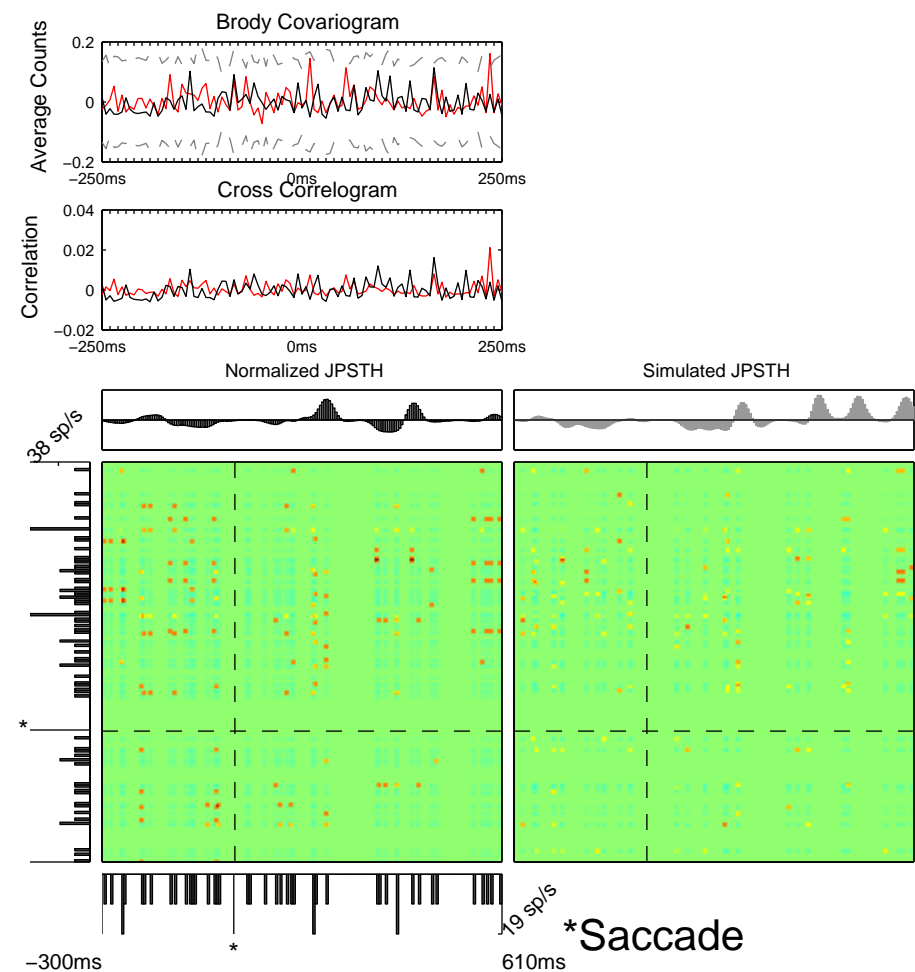 Brody Covariogram
Average Counts
0.2
0
−0.2
−250ms
0ms
250ms
Cross Correlogram
Correlation
0.04
0.02
0
−0.02
−250ms
0ms
250ms
Normalized JPSTH
Simulated JPSTH
38 sp/s
*
*
19 sp/s
*Saccade
−300ms
610ms